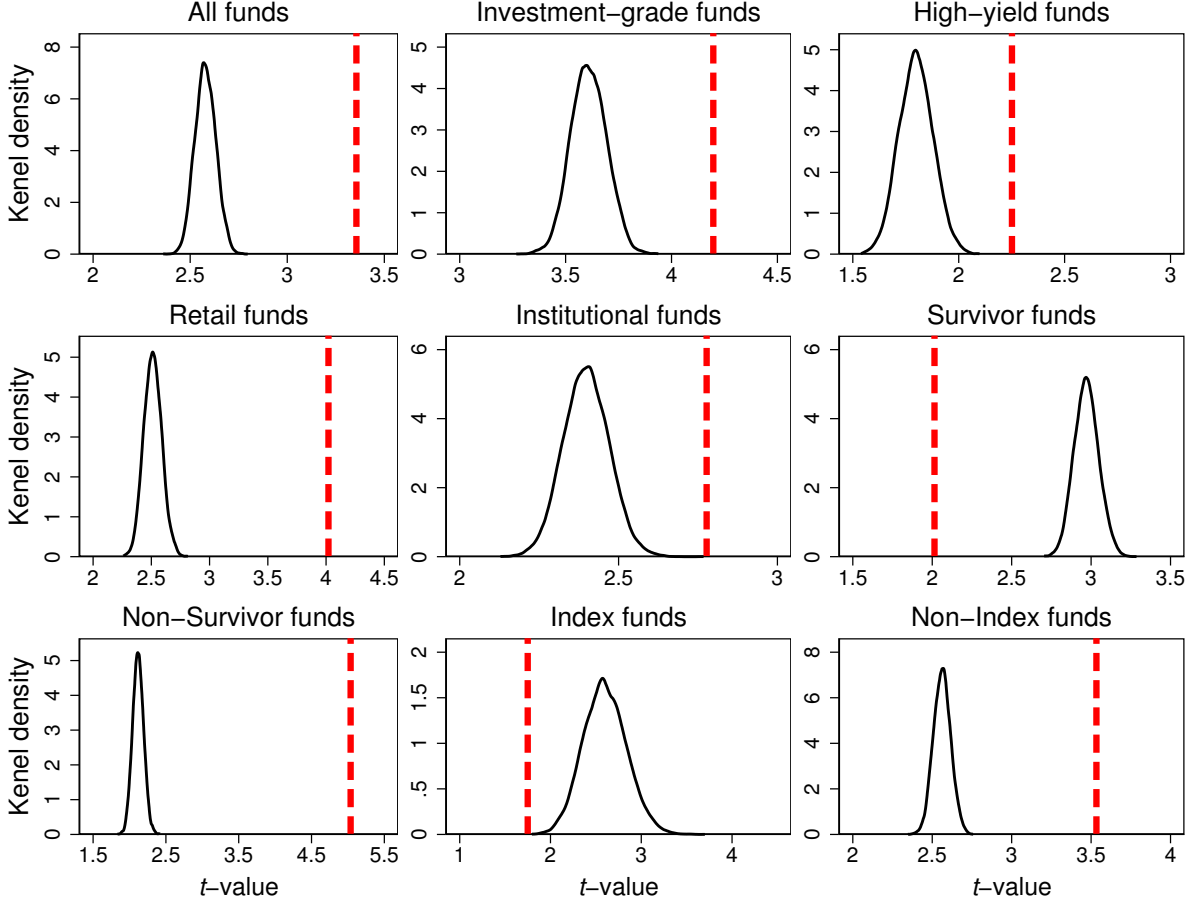 All funds
Investment−grade funds
High−yield funds
Kenel density
0 2 4 6 8
0 1 2 3 4 5
0 1 2 3 4 5
2 2.5 3 3.5
3 3.5 4 4.5
1.5 2 2.5 3
Retail funds
Institutional funds
Survivor funds
Kenel density
0 1 2 3 4 5
0 2 4 6
0 2 4 6
2 2.5 3 3.5 4 4.5
2 2.5 3
1.5 2 2.5 3 3.5
Non−Survivor funds
Index funds
Non−Index funds
Kenel density
0 1 2 3 4 5
0 .5 1 1.5 2
0 2 4 6 8
1.5 2.5 3.5 4.5 5.5
1 2 3 4
2 2.5 3 3.5 4
t−value
t−value
t−value